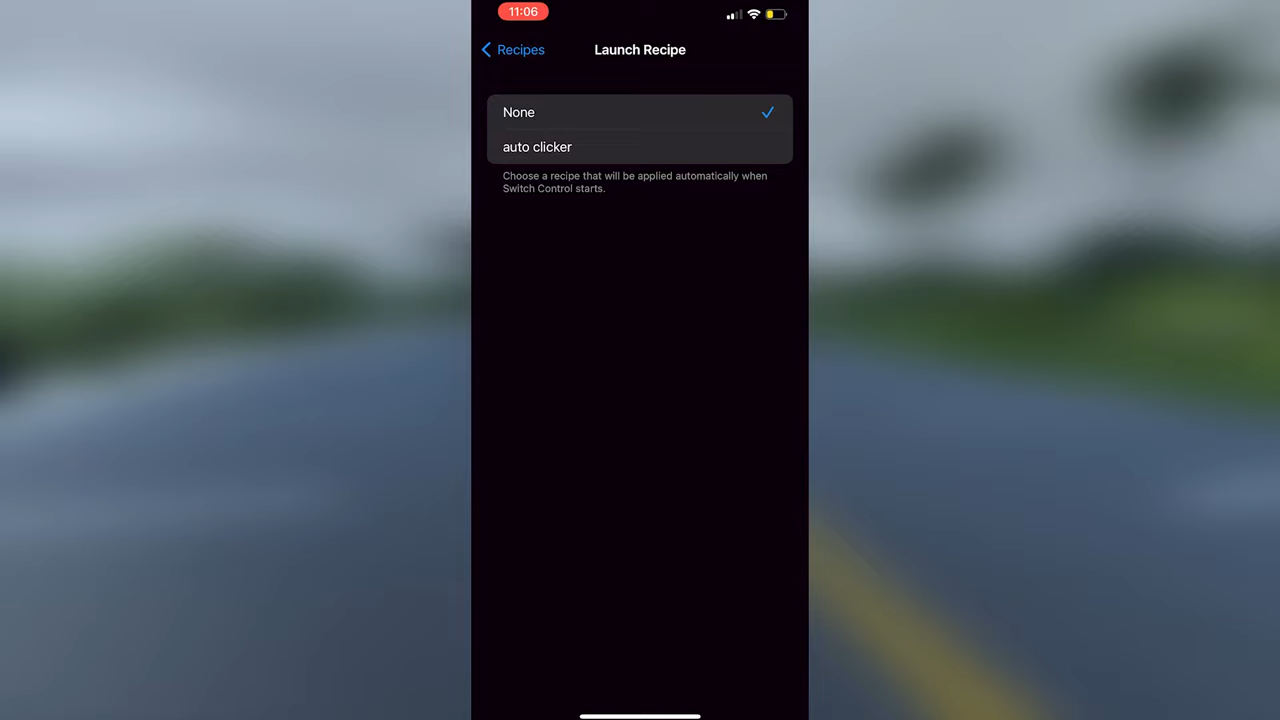 11:06
Recipes
Launch Recipe
None
auto clicker
Choose a recipe that will be applied automatically when
Switch Control starts.